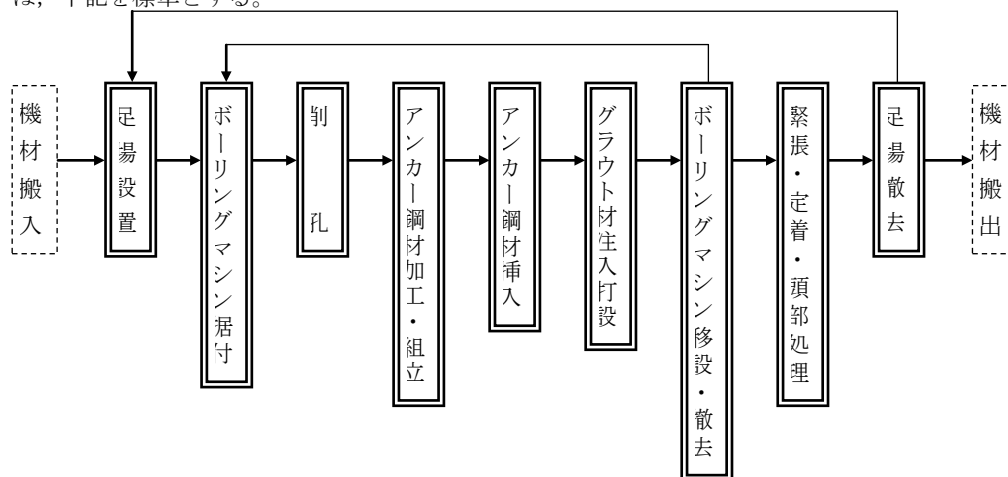 は，下記を標準とする。
機材搬入
足場設置
ボーリングマシン据付
削孔
アンカー鋼材加工・組立
アンカー鋼材挿入
グラウト材注入打設
ボーリングマシン移設・撤去
緊張・定着・頭部処理
足場撤去
機材搬出